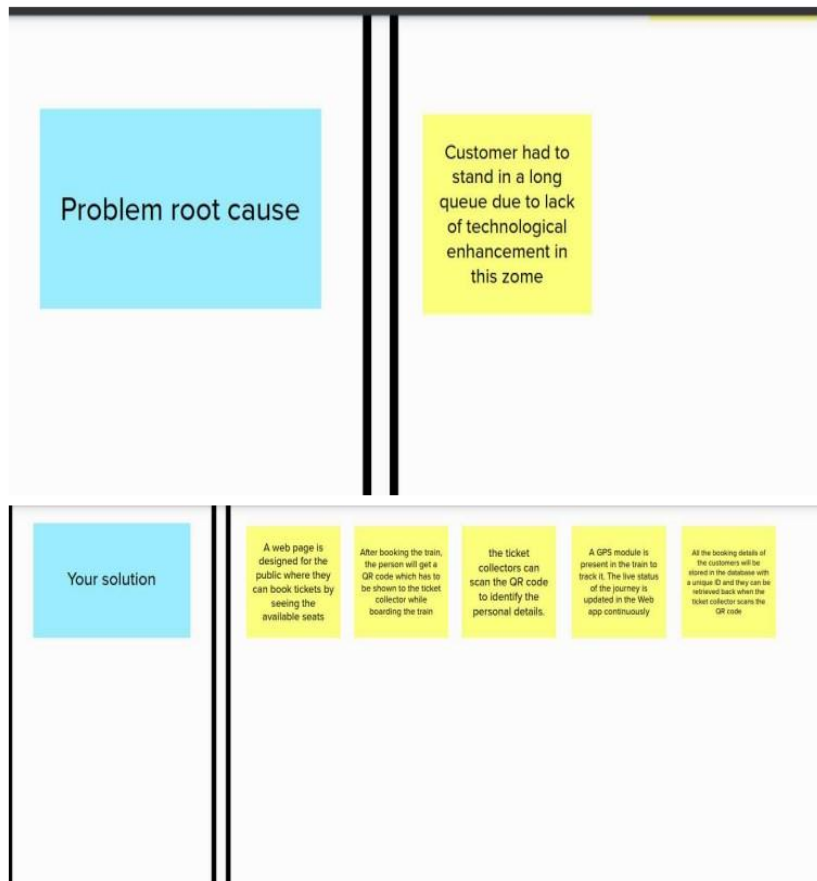 Problem root cause
Customer had to
stand in a long
queue due to lack
of technological
enhancement in
this zome
Your solution
A web page is
designed for the
public where they
can book tickets by
seeing the
available seats
After booking the train,
the person will get a
QR code which has to
be shown to the ticket
collector while
boarding the train
the ticket
collectors can
scan the QR code
to identify the
personal details.
A GPS module is
present in the train to
track it. The live status
of the journey is
updated in the Web
app continuously
All the booking details of
the customers will be
stored in the database with
a unique ID and they can be
retrieved back when the
ticket collector scans the
QR code